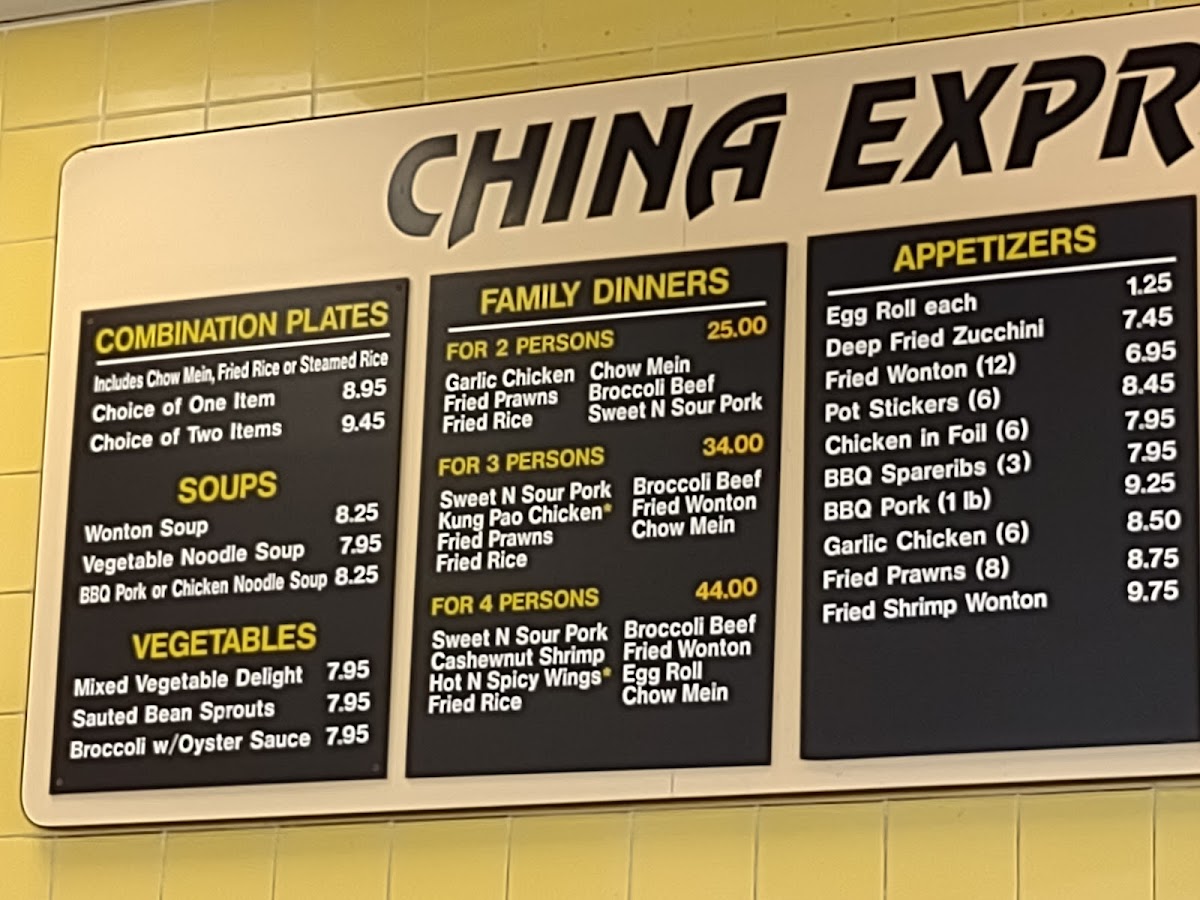 CHINA EXPR
COMBINATION PLATES
Includes Chow Mein, Fried Rice or Steamed Rice
Choice of One Item 8.95
Choice of Two Items 9.45
SOUPS
Wonton Soup 8.25
Vegetable Noodle Soup 7.95
BBQ Pork or Chicken Noodle Soup 8.25
VEGETABLES
Mixed Vegetable Delight 7.95
Sauted Bean Sprouts 7.95
Broccoli w/Oyster Sauce 7.95
FAMILY DINNERS
FOR 2 PERSONS 25.00
Garlic Chicken Chow Mein
Fried Prawns Broccoli Beef
Fried Rice Sweet N Sour Pork
FOR 3 PERSONS 34.00
Sweet N Sour Pork Broccoli Beef
Kung Pao Chicken* Fried Wonton
Fried Prawns Chow Mein
Fried Rice
FOR 4 PERSONS 44.00
Sweet N Sour Pork Broccoli Beef
Cashewnut Shrimp Fried Wonton
Hot N Spicy Wings* Egg Roll
Fried Rice Chow Mein
APPETIZERS
Egg Roll each 1.25
Deep Fried Zucchini 7.45
Fried Wonton (12) 6.95
Pot Stickers (6) 8.45
Chicken in Foil (6) 7.95
BBQ Spareribs (3) 7.95
BBQ Pork (1 lb) 9.25
Garlic Chicken (6) 8.50
Fried Prawns (8) 8.75
Fried Shrimp Wonton 9.75